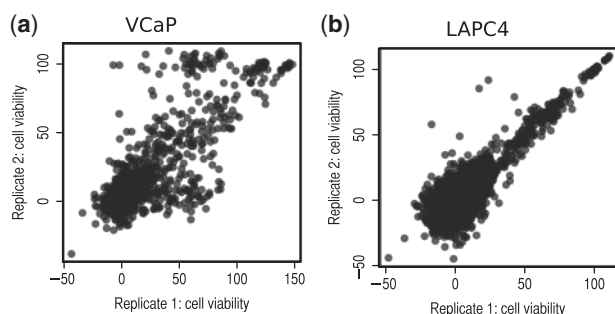 (a) VCaP
100
50
0
−50 0 50 100 150
Replicate 2: cell viability
Replicate 1: cell viability
(b) LAPC4
100
50
0
−50
−50 0 50 100
Replicate 2: cell viability
Replicate 1: cell viability